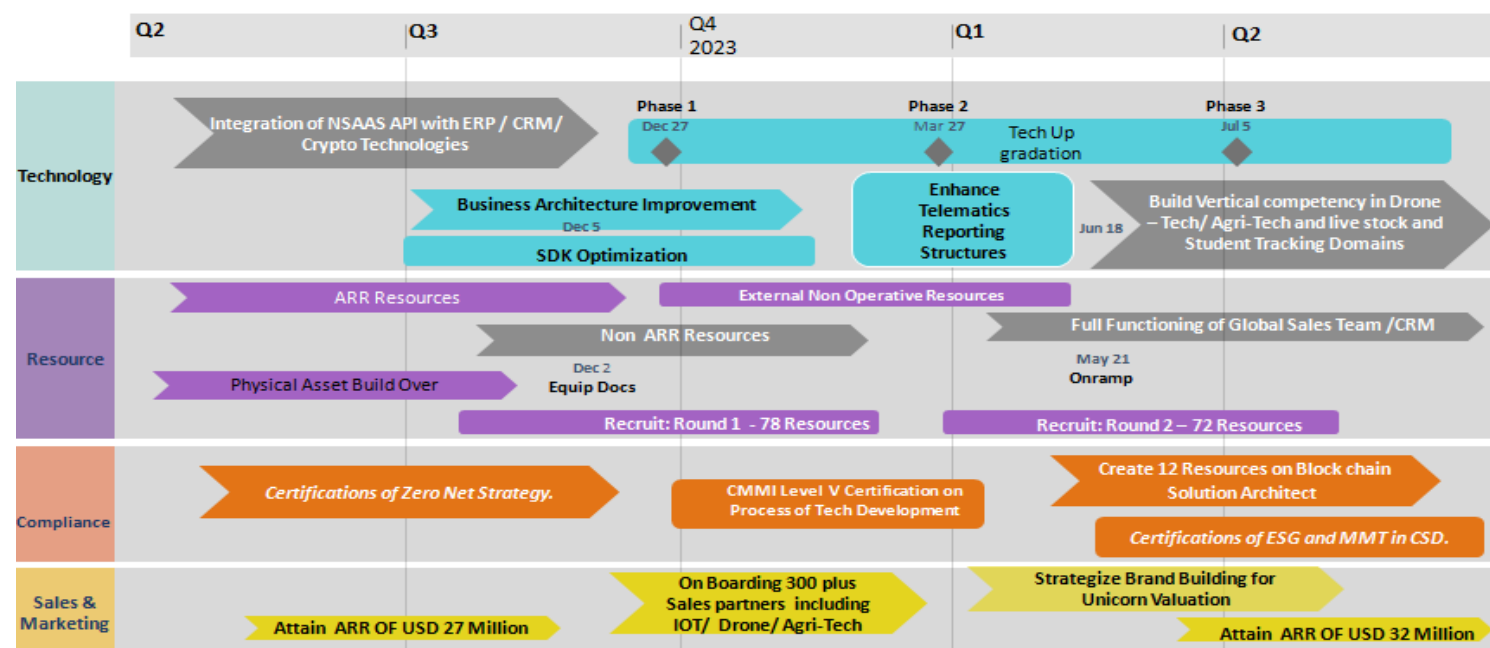 Q2
Q3
Q4
2023
Q1
Q2
Technology
Integration of NSAAS API with ERP / CRM/
Crypto Technologies
Phase 1
Dec 27
Phase 2
Mar 27
Phase 3
Jul 5
Tech Up
gradation
Business Architecture Improvement
Dec 5
SDK Optimization
Enhance
Telematics
Reporting
Structures
Jun 18
Build Vertical competency in Drone
– Tech/ Agri-Tech and live stock and
Student Tracking Domains
Resource
ARR Resources
External Non Operative Resources
Non ARR Resources
Full Functioning of Global Sales Team /CRM
Physical Asset Build Over
Dec 2
Equip Docs
May 21
Onramp
Recruit: Round 1 - 78 Resources
Recruit: Round 2 – 72 Resources
Compliance
Certifications of Zero Net Strategy.
CMMI Level V Certification on
Process of Tech Development
Create 12 Resources on Block chain
Solution Architect
Certifications of ESG and MMT in CSD.
Sales &
Marketing
Attain ARR OF USD 27 Million
On Boarding 300 plus
Sales partners including
IOT/ Drone/ Agri-Tech
Strategize Brand Building for
Unicorn Valuation
Attain ARR OF USD 32 Million